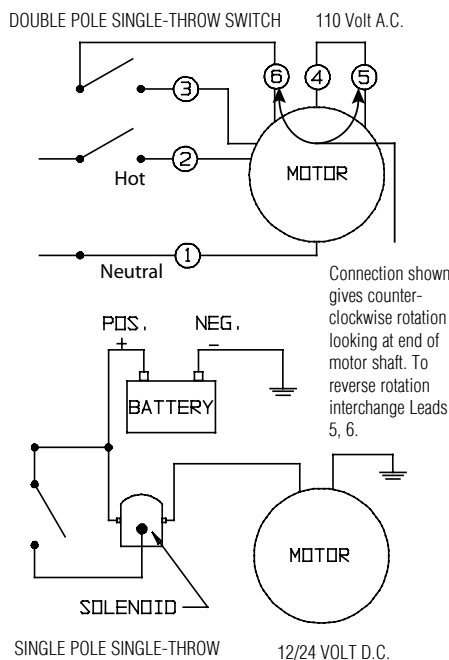 DOUBLE POLE SINGLE-THROW SWITCH
110 Volt A.C.
6
4
5
3
2
MOTOR
Hot
1
Neutral
Connection shown
gives counter-
clockwise rotation
looking at end of
motor shaft. To
reverse rotation
interchange Leads
5, 6.
POS.
NEG.
+
−
BATTERY
MOTOR
SOLENOID
SINGLE POLE SINGLE-THROW
12/24 VOLT D.C.